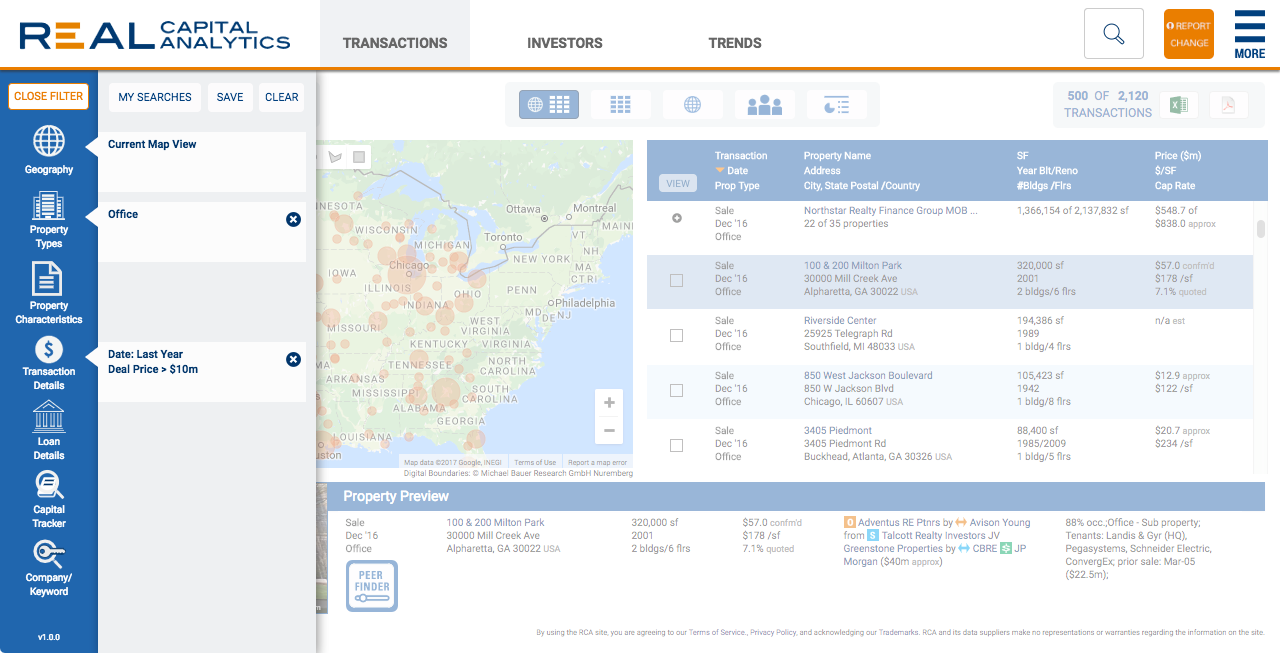 REAL CAPITAL ANALYTICS
TRANSACTIONS
INVESTORS
TRENDS
REPORT
CHANGE
MORE
CLOSE FILTER
MY SEARCHES
SAVE
CLEAR
Geography
Current Map View
Property
Types
Office
Property
Characteristics
Transaction
Details
Date: Last Year
Deal Price > $10m
Loan
Details
Capital
Tracker
Company/
Keyword
v1.0.0
500 OF 2,120
TRANSACTIONS
NNESOTA
WISCONSIN
MICHIGAN
Ottawa
Montreal
MAIN
Toronto
VT
NH
NEW YORK
MA
CT RI
IOWA
Chicago
ILLINOIS
INDIANA
OHIO
PENN
Philadelphia
MD
DE
NJ
MISSOURI
WEST
VIRGINIA
KENTUCKY
VIRGINIA
TENNESSEE
NORTH
CAROLINA
ARKANSAS
MISSISSIPPI
SOUTH
CAROLINA
ALABAMA
GEORGIA
LOUISIANA
uston
Map data ©2017 Google, INEGI
Terms of Use
Report a map error
Digital Boundaries: © Michael Bauer Research GmbH Nuremberg
VIEW
Transaction Property Name SF Price ($m)
Date Address Year Blt/Reno $/SF
Prop Type City, State Postal /Country #Bldgs /Flrs Cap Rate
Sale Northstar Realty Finance Group MOB ... 1,366,154 of 2,137,832 sf $548.7 of
Dec '16 22 of 35 properties $838.0 approx
Office
Sale 100 & 200 Milton Park 320,000 sf $57.0 confm'd
Dec '16 30000 Mill Creek Ave 2001 $178 /sf
Office Alpharetta, GA 30022 USA 2 bldgs/6 flrs 7.1% quoted
Sale Riverside Center 194,386 sf n/a est
Dec '16 25925 Telegraph Rd 1989
Office Southfield, MI 48033 USA 1 bldg/4 flrs
Sale 850 West Jackson Boulevard 105,423 sf $12.9 approx
Dec '16 850 W Jackson Blvd 1942 $122 /sf
Office Chicago, IL 60607 USA 1 bldg/8 flrs
Sale 3405 Piedmont 88,400 sf $20.7 approx
Dec '16 3405 Piedmont Rd 1985/2009 $234 /sf
Office Buckhead, Atlanta, GA 30326 USA 1 bldg/5 flrs
Property Preview
Sale 100 & 200 Milton Park 320,000 sf $57.0 confm'd O Adventus RE Ptnrs by Avison Young 88% occ.;Office - Sub property;
Dec '16 30000 Mill Creek Ave 2001 $178 /sf from S Talcott Realty Investors JV Tenants: Landis & Gyr (HQ),
Office Alpharetta, GA 30022 USA 2 bldgs/6 flrs 7.1% quoted Greenstone Properties by CBRE $ JP Pegasystems, Schneider Electric,
Morgan ($40m approx) ConvergEx; prior sale: Mar-05
($22.5m);
PEER
FINDER
By using the RCA site, you are agreeing to our Terms of Service., Privacy Policy, and acknowledging our Trademarks. RCA and its data suppliers make no representations or warranties regarding the information on the site.